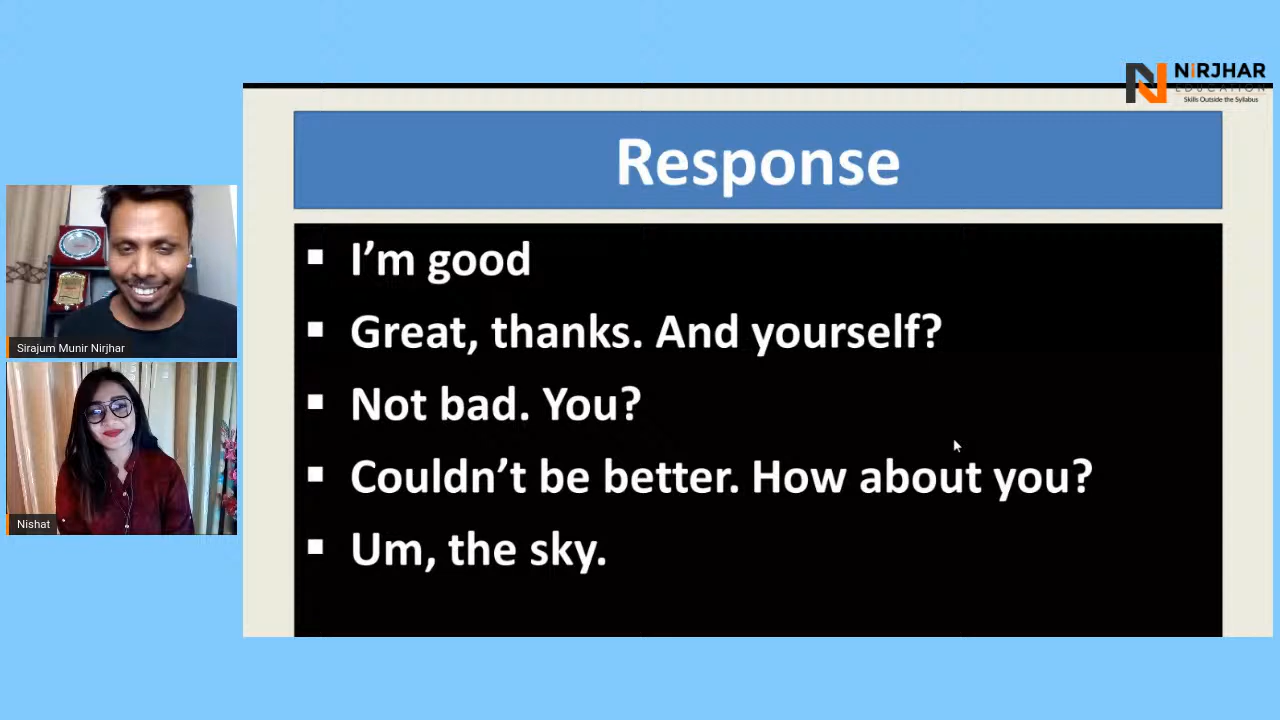 NiRJHAR
EDUCATION
Skills Outside the Syllabus
Response
I'm good
Great, thanks. And yourself?
Not bad. You?
Couldn't be better. How about you?
Um, the sky.
Sirajum Munir Nirjhar
Nishat